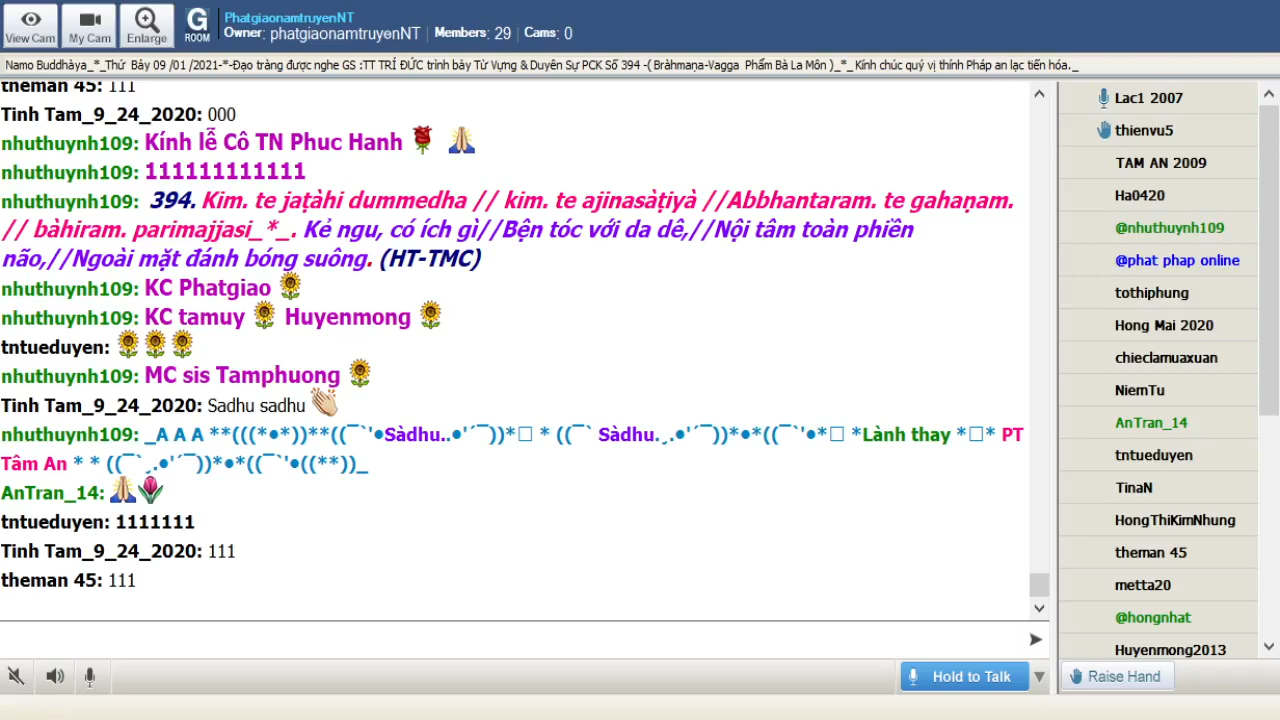 View Cam
My Cam
Enlarge
G
ROOM
PhatgiaonamtruyenNT
Owner: phatgiaonamtruyenNT | Members: 29 | Cams: 0
Namo Buddhàya_*_Thứ Bảy 09 /01 /2021-*-Đạo tràng được nghe GS :TT TRÍ ĐỨC trình bày Từ Vựng & Duyên Sự PCK Số 394 -( Bràhmaṇa-Vagga Phẩm Bà La Môn )_*_ Kính chúc quý vị thính Pháp an lạc tiến hóa._
theman 45: 111
Tinh Tam_9_24_2020: 000
nhuthuynh109: Kính lễ Cô TN Phuc Hanh 🌹 🙏
nhuthuynh109: 111111111111
nhuthuynh109: 394. Kim. te jaṭàhi dummedha // kim. te ajinasàṭiyà //Abbhantaram. te gahaṇam.
// bàhiram. parimajjasi_*_. Kẻ ngu, có ích gì//Bện tóc với da dê,//Nội tâm toàn phiền
não,//Ngoài mặt đánh bóng suông. (HT-TMC)
nhuthuynh109: KC Phatgiao 🌻
nhuthuynh109: KC tamuy 🌻 Huyenmong 🌻
tntueduyen: 🌻🌻🌻
nhuthuynh109: MC sis Tamphuong 🌻
Tinh Tam_9_24_2020: Sadhu sadhu 👏
nhuthuynh109: _A A A **(((*•*))**((¯`'•Sàdhu..•'´¯))*□ * ((¯` Sàdhu.¸.•'´¯))*•*((¯`'•*□ *Lành thay *□* PT
Tâm An * * ((¯`¸.•'´¯))*•*((¯`'•((**))_
AnTran_14: 🙏🌷
tntueduyen: 1111111
Tinh Tam_9_24_2020: 111
theman 45: 111
Hold to Talk
Lac1 2007
thienvu5
TAM AN 2009
Ha0420
@nhuthuynh109
@phat phap online
tothiphung
Hong Mai 2020
chieclamuaxuan
NiemTu
AnTran_14
tntueduyen
TinaN
HongThiKimNhung
theman 45
metta20
@hongnhat
Huyenmong2013
Raise Hand